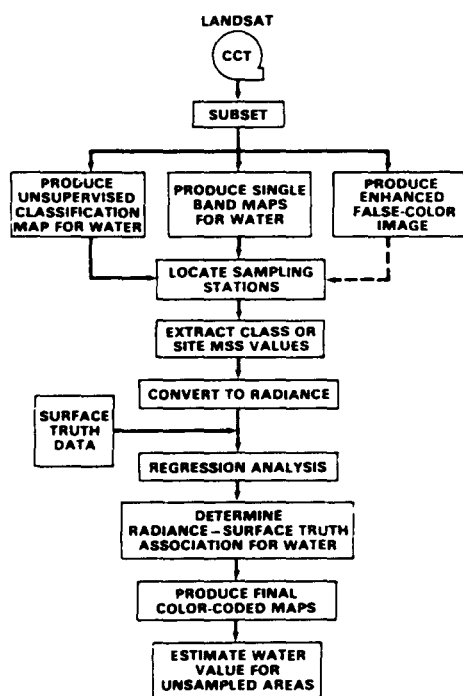 LANDSAT
CCT
SUBSET
PRODUCE
UNSUPERVISED
CLASSIFICATION
MAP FOR WATER
PRODUCE SINGLE
BAND MAPS
FOR WATER
PRODUCE
ENHANCED
FALSE-COLOR
IMAGE
LOCATE SAMPLING
STATIONS
EXTRACT CLASS OR
SITE MSS VALUES
CONVERT TO RADIANCE
SURFACE
TRUTH
DATA
REGRESSION ANALYSIS
DETERMINE
RADIANCE–SURFACE TRUTH
ASSOCIATION FOR WATER
PRODUCE FINAL
COLOR-CODED MAPS
ESTIMATE WATER
VALUE FOR
UNSAMPLED AREAS